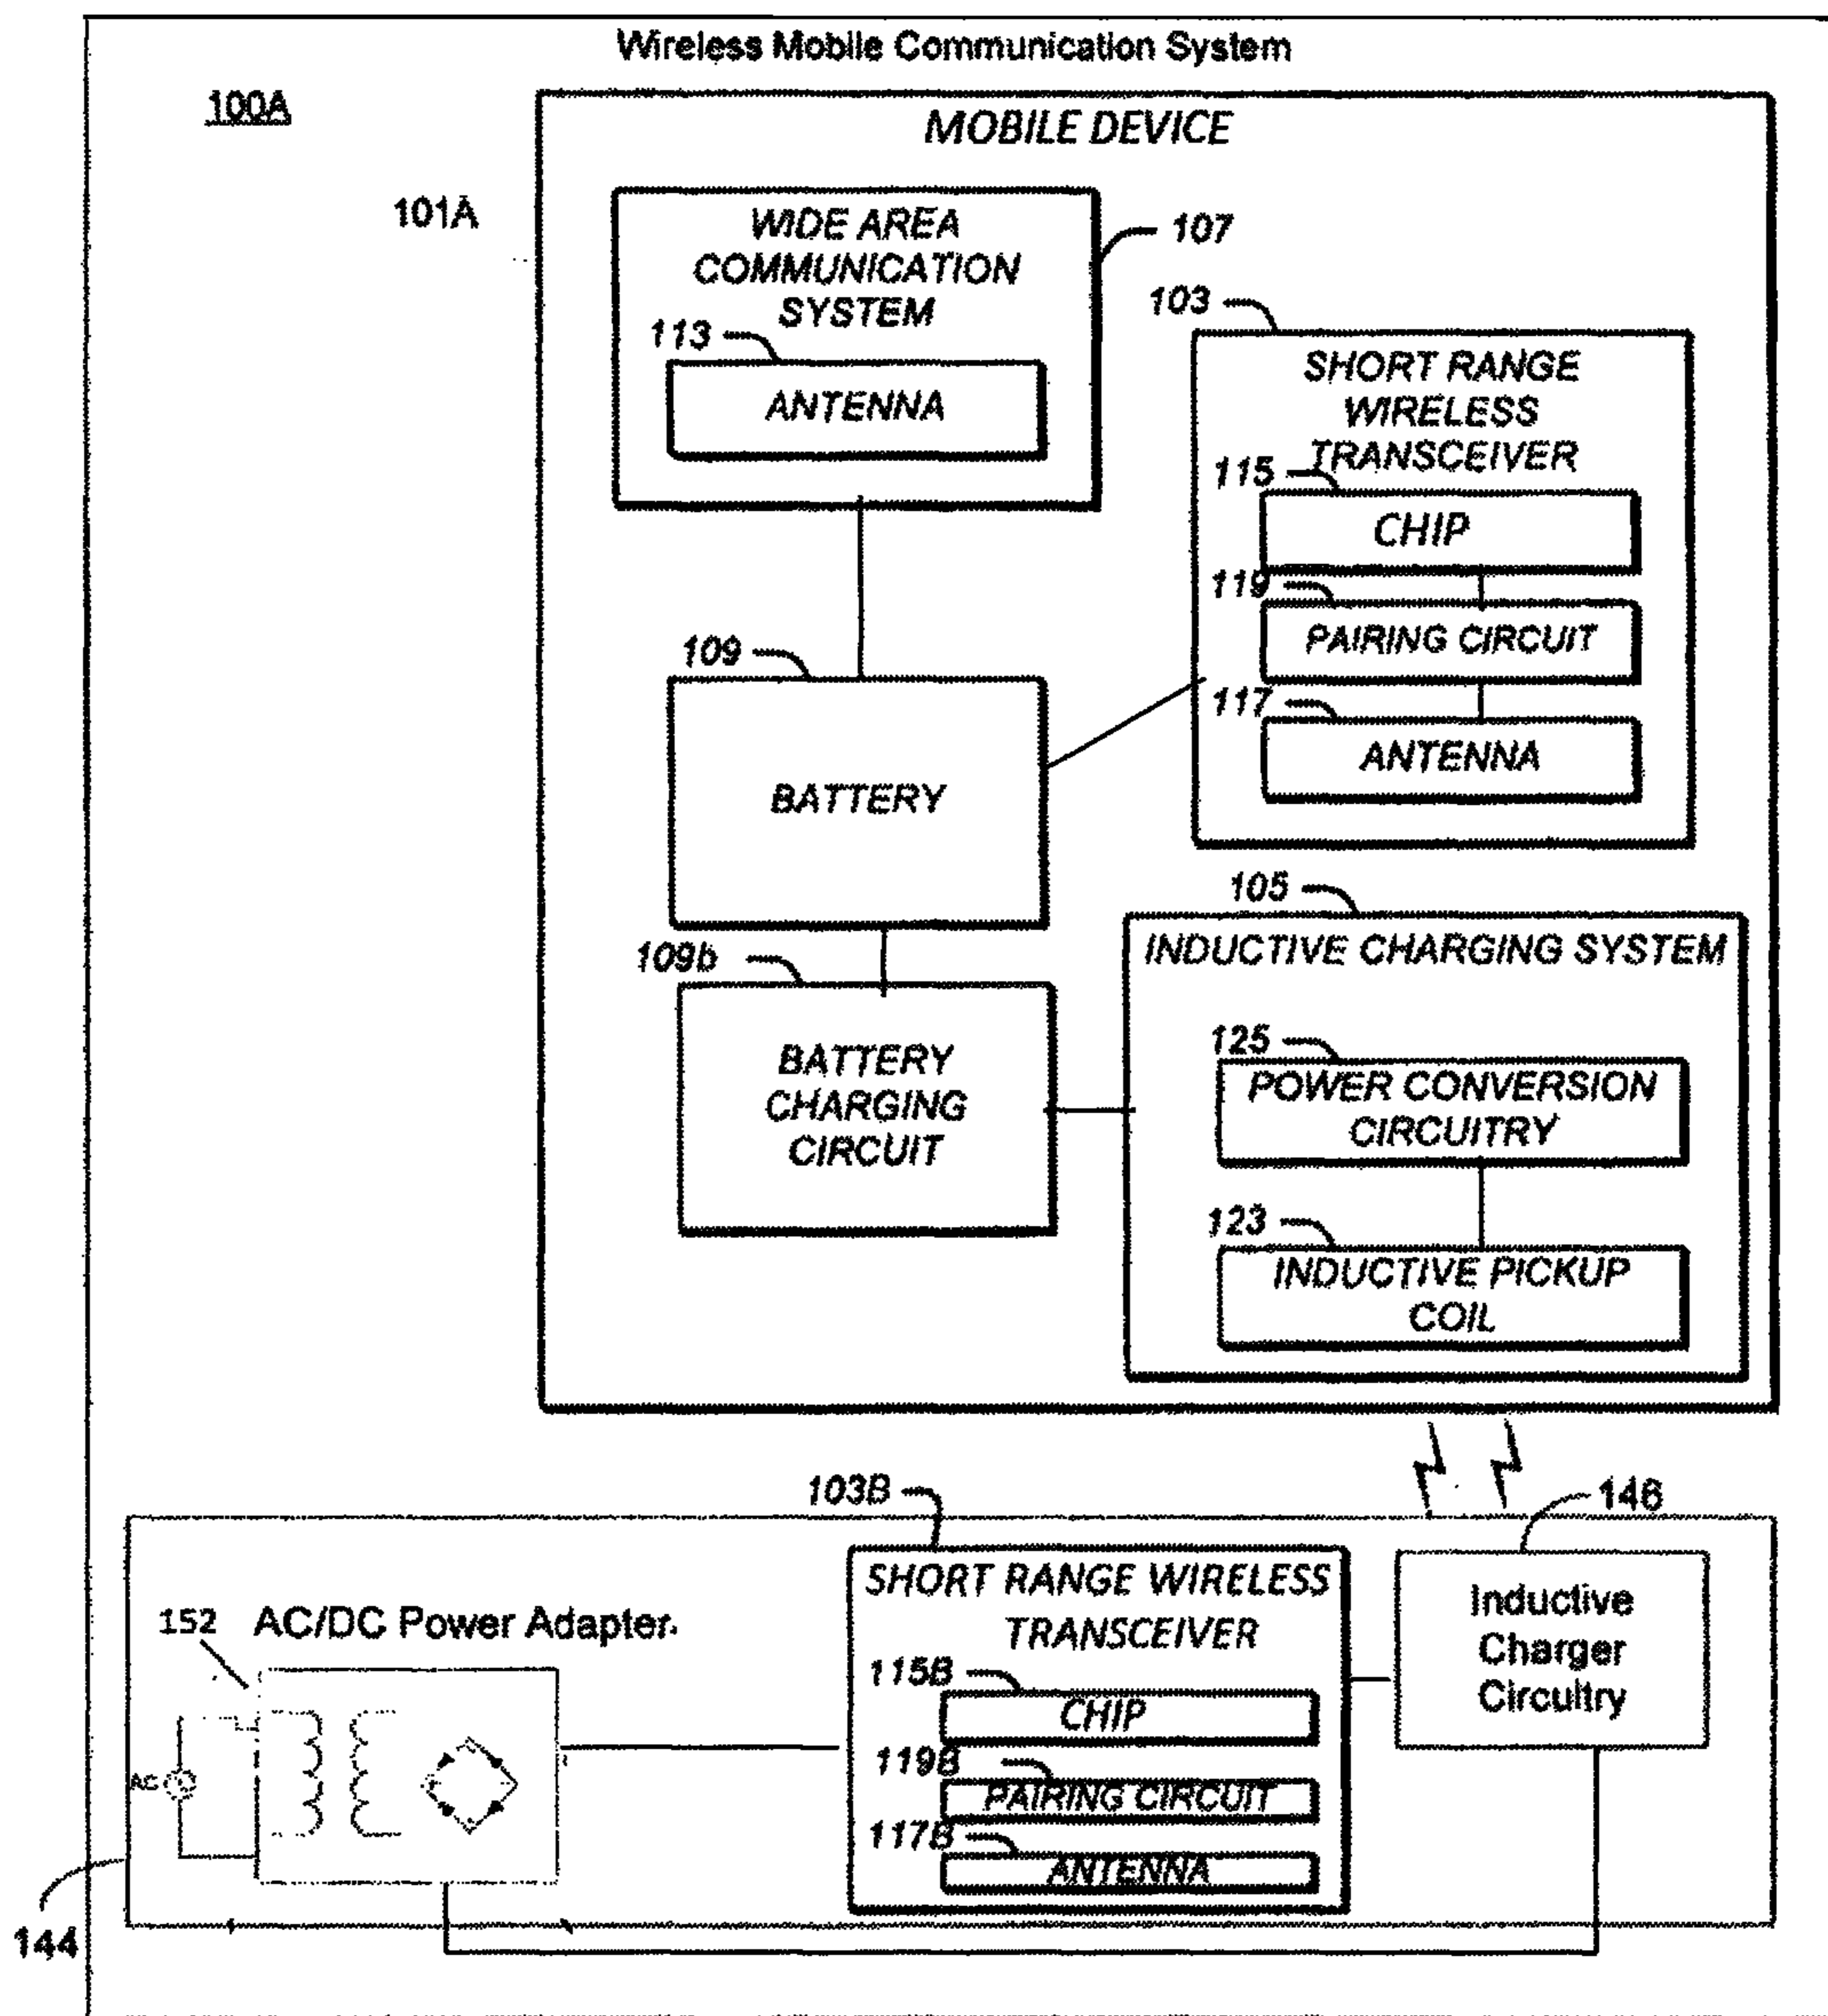 Wireless Mobile Communication System
100A
MOBILE DEVICE
101A
WIDE AREA
COMMUNICATION
SYSTEM
107
113
ANTENNA
103
SHORT RANGE
WIRELESS
TRANSCEIVER
115
CHIP
119
PAIRING CIRCUIT
117
ANTENNA
109
BATTERY
105
INDUCTIVE CHARGING SYSTEM
109b
BATTERY
CHARGING
CIRCUIT
125
POWER CONVERSION
CIRCUITRY
123
INDUCTIVE PICKUP
COIL
103B
146
SHORT RANGE WIRELESS
TRANSCEIVER
Inductive
Charger
Circuitry
152
AC/DC Power Adapter.
115B
CHIP
119B
PAIRING CIRCUIT
117B
ANTENNA
AC
144